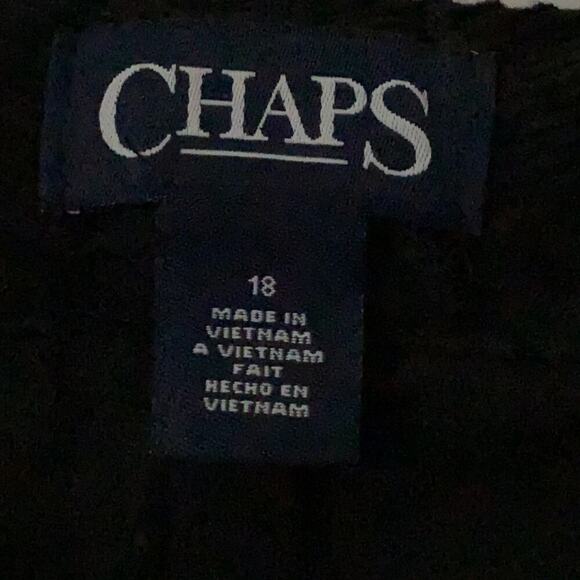 CHAPS
18
MADE IN
VIETNAM
A VIETNAM
FAIT
HECHO EN
VIETNAM